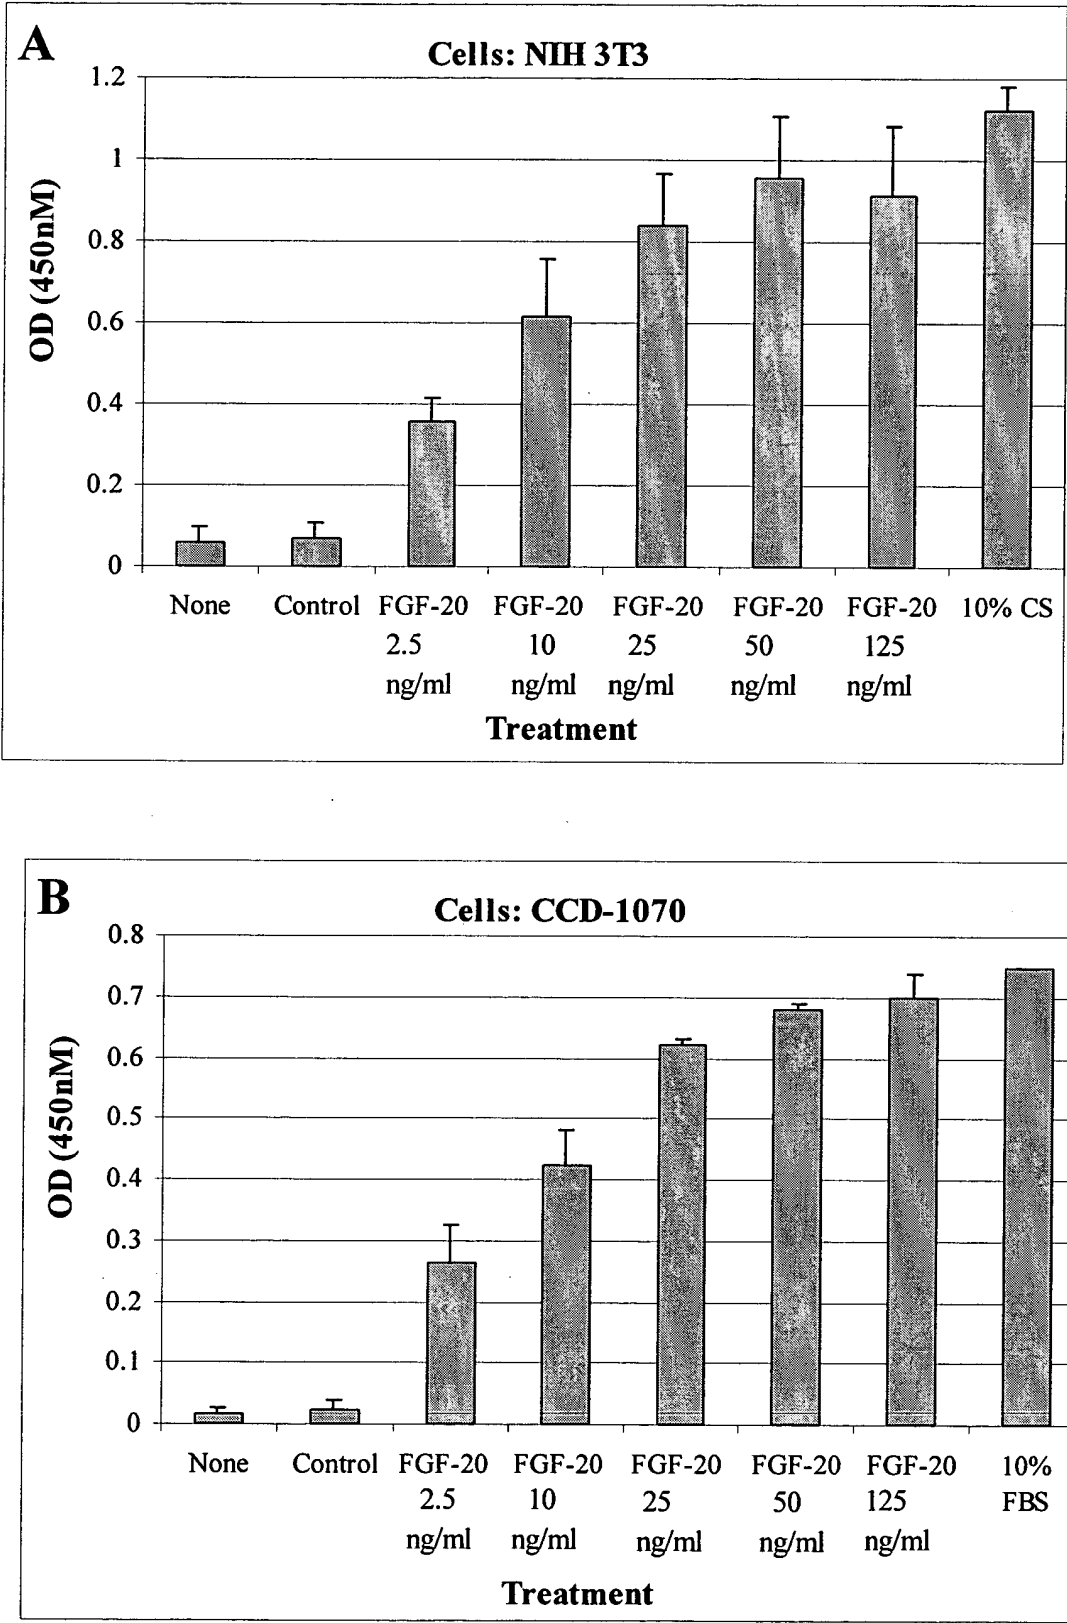 A
Cells: NIH 3T3
OD (450nM)
1.2
1
0.8
0.6
0.4
0.2
0
None Control FGF-20 FGF-20 FGF-20 FGF-20 FGF-20 10% CS
2.5 10 25 50 125
ng/ml ng/ml ng/ml ng/ml ng/ml
Treatment
B
Cells: CCD-1070
OD (450nM)
0.8
0.7
0.6
0.5
0.4
0.3
0.2
0.1
0
None Control FGF-20 FGF-20 FGF-20 FGF-20 FGF-20 10%
2.5 10 25 50 125 FBS
ng/ml ng/ml ng/ml ng/ml ng/ml
Treatment